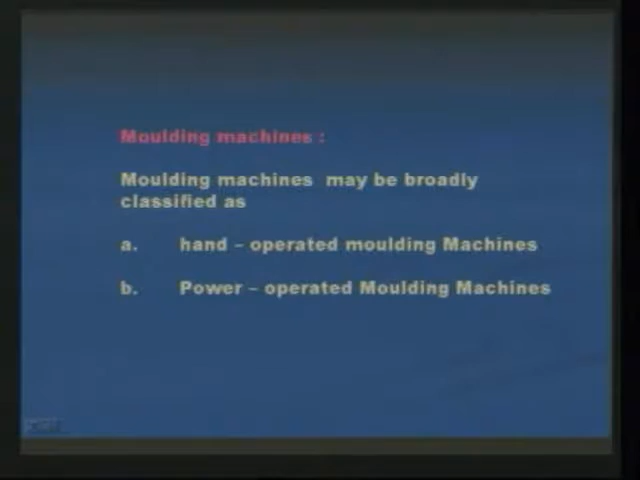 Moulding machines :
Moulding machines may be broadly
classified as
a. hand – operated moulding Machines
b. Power – operated Moulding Machines